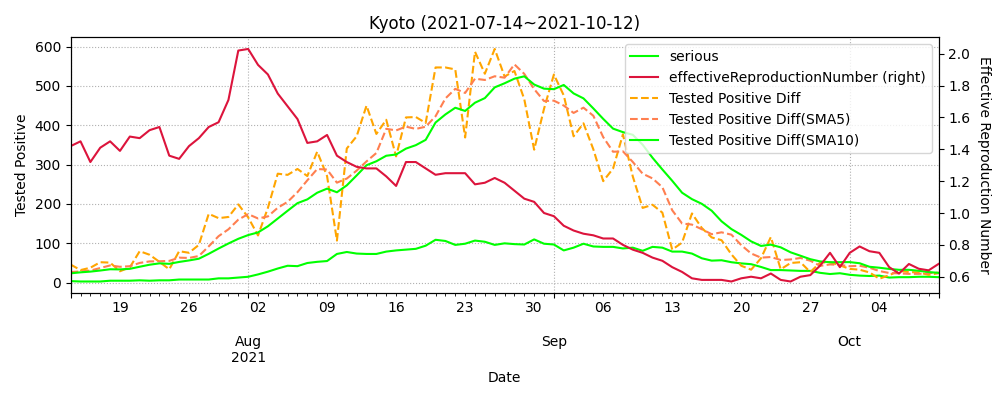 Kyoto (2021-07-14~2021-10-12)
600
500
400
300
200
100
0
Tested Positive
serious
effectiveReproductionNumber (right)
Tested Positive Diff
Tested Positive Diff(SMA5)
Tested Positive Diff(SMA10)
2.0
1.8
1.6
1.4
1.2
1.0
0.8
0.6
Effective Reproduction Number
19 26 02 09 16 23 30 06 13 20 27 04
Aug Sep Oct
2021
Date